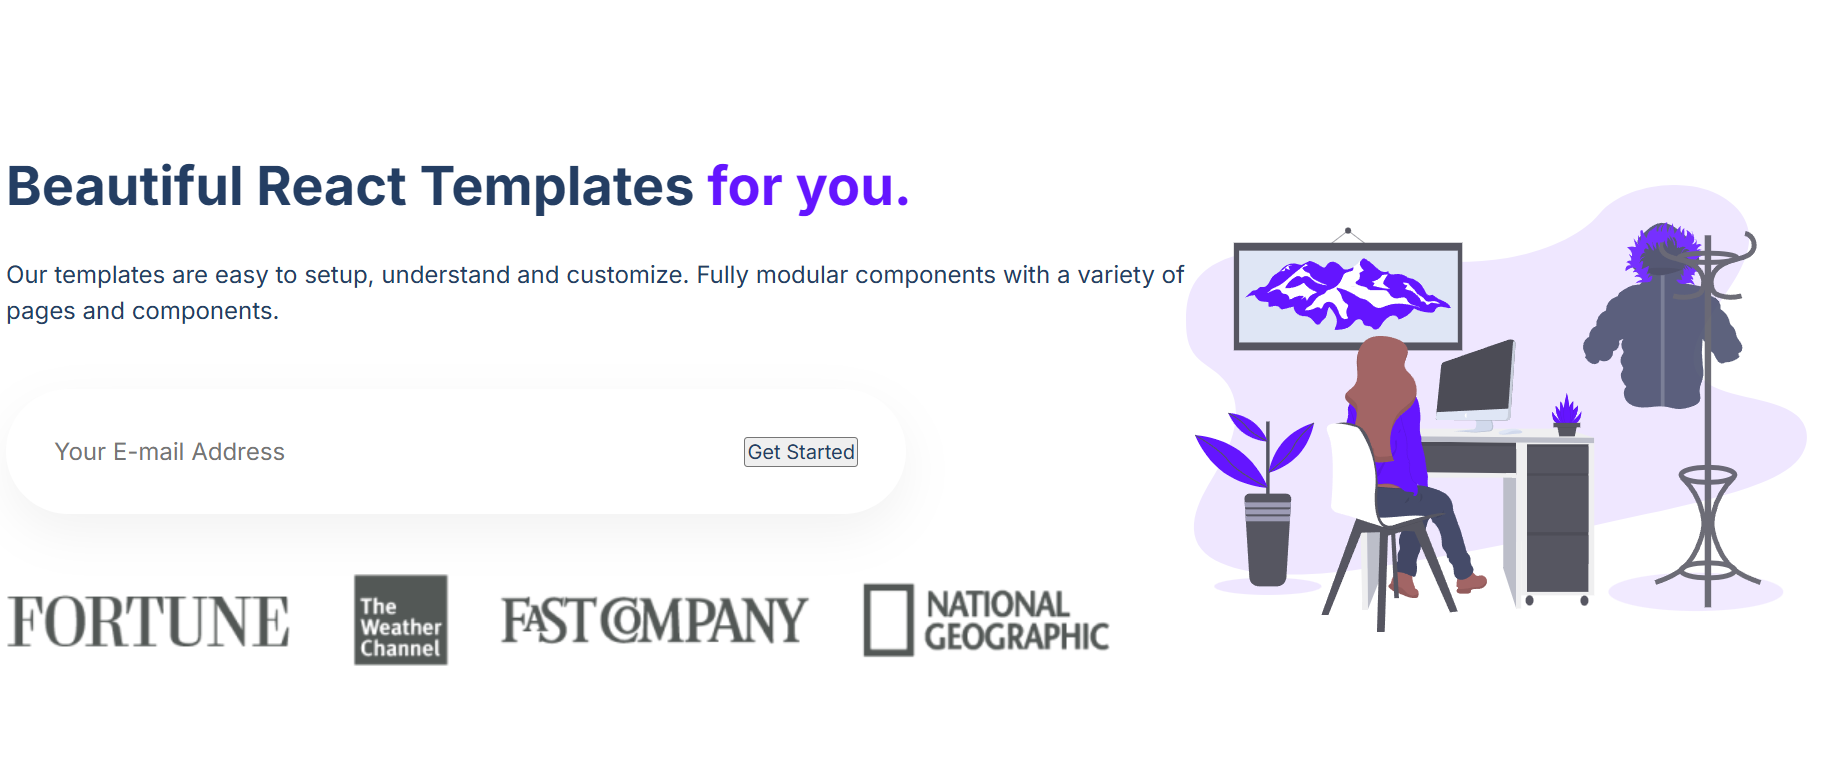 Beautiful React Templates for you.
Our templates are easy to setup, understand and customize. Fully modular components with a variety of
pages and components.
Your E-mail Address
Get Started
FORTUNE
The
Weather
Channel
FAST COMPANY
NATIONAL
GEOGRAPHIC